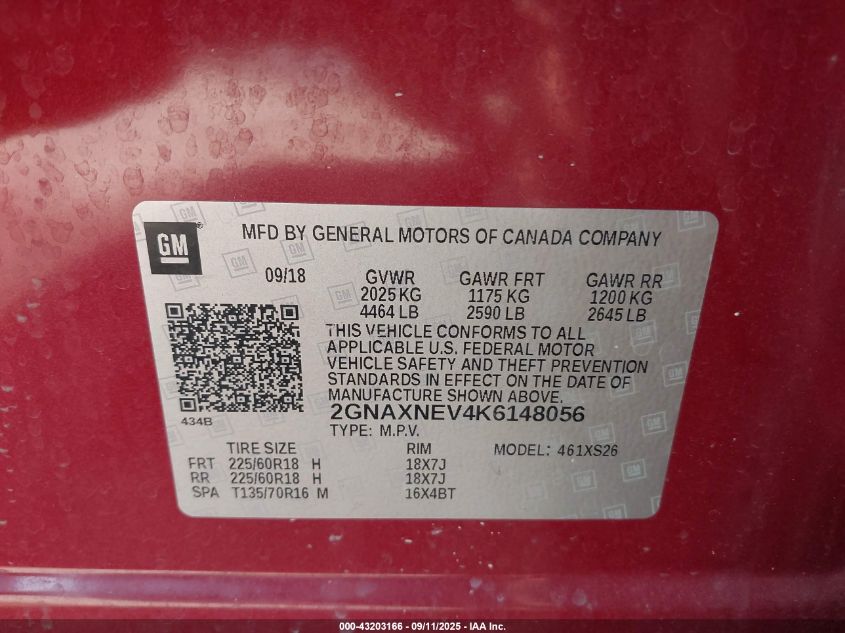 GM
MFD BY GENERAL MOTORS OF CANADA COMPANY
09/18 GVWR GAWR FRT GAWR RR
2025 KG 1175 KG 1200 KG
4464 LB 2590 LB 2645 LB
THIS VEHICLE CONFORMS TO ALL
APPLICABLE U.S. FEDERAL MOTOR
VEHICLE SAFETY AND THEFT PREVENTION
STANDARDS IN EFFECT ON THE DATE OF
MANUFACTURE SHOWN ABOVE.
434B 2GNAXNEV4K6148056
TYPE: M.P.V.
TIRE SIZE RIM MODEL: 461XS26
FRT 225/60R18 H 18X7J
RR 225/60R18 H 18X7J
SPA T135/70R16 M 16X4BT
000-43203166 - 09/11/2025 - IAA Inc.